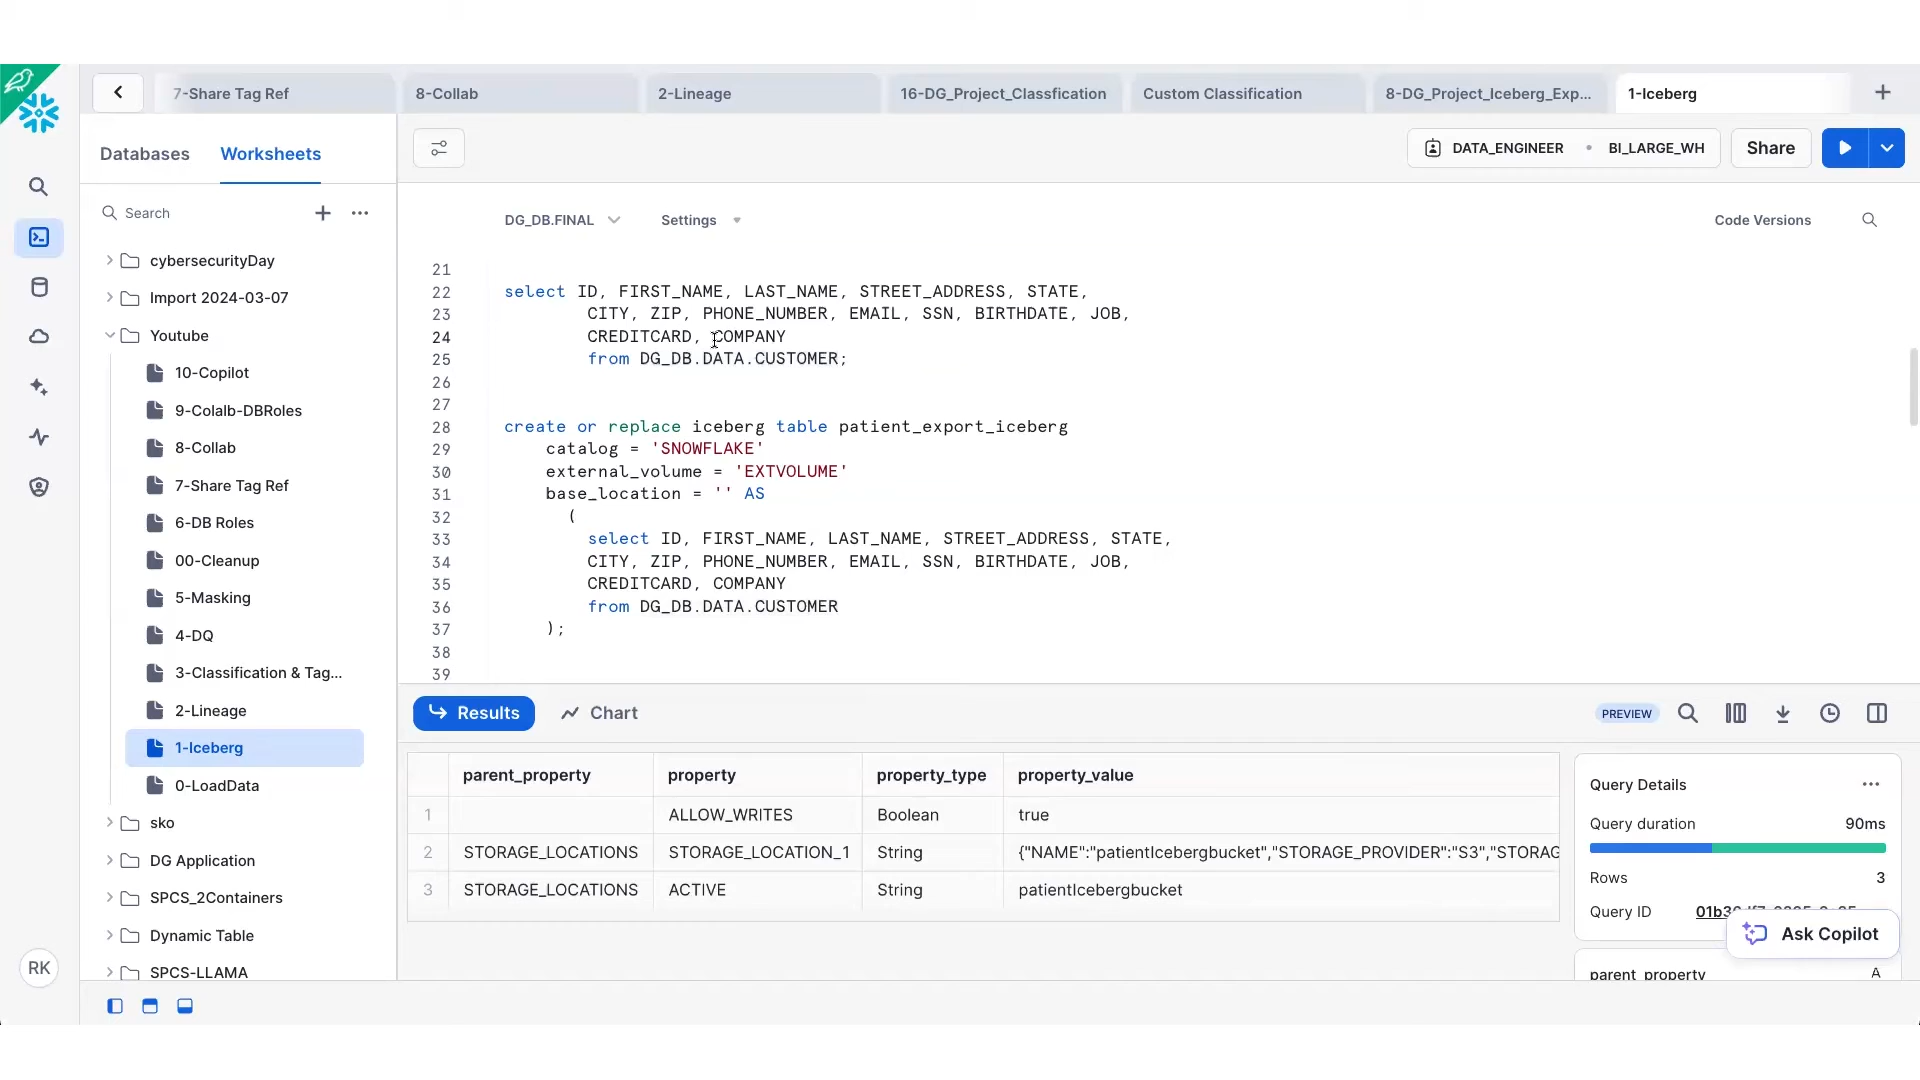 7-Share Tag Ref
8-Collab
2-Lineage
16-DG_Project_Classfication
Custom Classification
8-DG_Project_Iceberg_Exp...
1-Iceberg
Databases
Worksheets
DATA_ENGINEER • BI_LARGE_WH
Share
Search
DG_DB.FINAL
Settings
Code Versions
cybersecurityDay
Import 2024-03-07
Youtube
10-Copilot
9-Colalb-DBRoles
8-Collab
7-Share Tag Ref
6-DB Roles
00-Cleanup
5-Masking
4-DQ
3-Classification & Tag...
2-Lineage
1-Iceberg
0-LoadData
sko
DG Application
SPCS_2Containers
Dynamic Table
SPCS-LLAMA
RK
21
22 select ID, FIRST_NAME, LAST_NAME, STREET_ADDRESS, STATE,
23 CITY, ZIP, PHONE_NUMBER, EMAIL, SSN, BIRTHDATE, JOB,
24 CREDITCARD, COMPANY
25 from DG_DB.DATA.CUSTOMER;
26
27
28 create or replace iceberg table patient_export_iceberg
29 catalog = 'SNOWFLAKE'
30 external_volume = 'EXTVOLUME'
31 base_location = '' AS
32 (
33 select ID, FIRST_NAME, LAST_NAME, STREET_ADDRESS, STATE,
34 CITY, ZIP, PHONE_NUMBER, EMAIL, SSN, BIRTHDATE, JOB,
35 CREDITCARD, COMPANY
36 from DG_DB.DATA.CUSTOMER
37 );
38
39
Results
Chart
PREVIEW
parent_property property property_type property_value
1 ALLOW_WRITES Boolean true
2 STORAGE_LOCATIONS STORAGE_LOCATION_1 String {"NAME":"patientIcebergbucket","STORAGE_PROVIDER":"S3","STORAG
3 STORAGE_LOCATIONS ACTIVE String patientIcebergbucket
Query Details
Query duration 90ms
Rows 3
Query ID
Ask Copilot
parent_property A